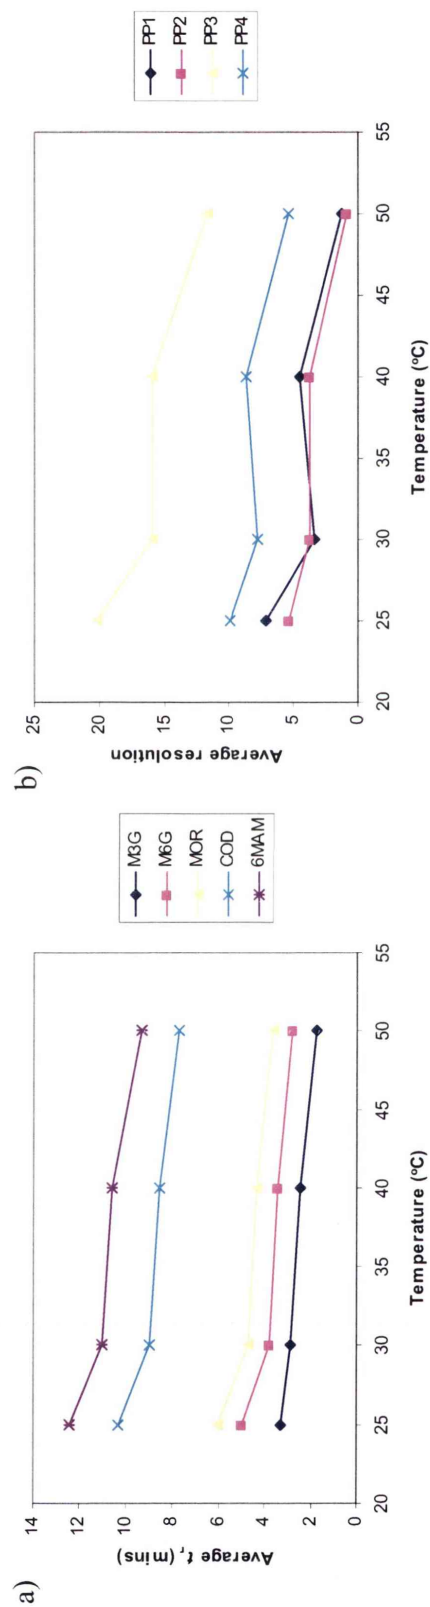 a)
14
12
10
8
6
4
2
0
Average tᵣ (mins)
20
25
30
35
40
45
50
55
Temperature (ºC)
M3G
M6G
MOR
COD
6MAM
b)
25
20
15
10
5
0
Average resolution
20
25
30
35
40
45
50
55
Temperature (ºC)
PP1
PP2
PP3
PP4